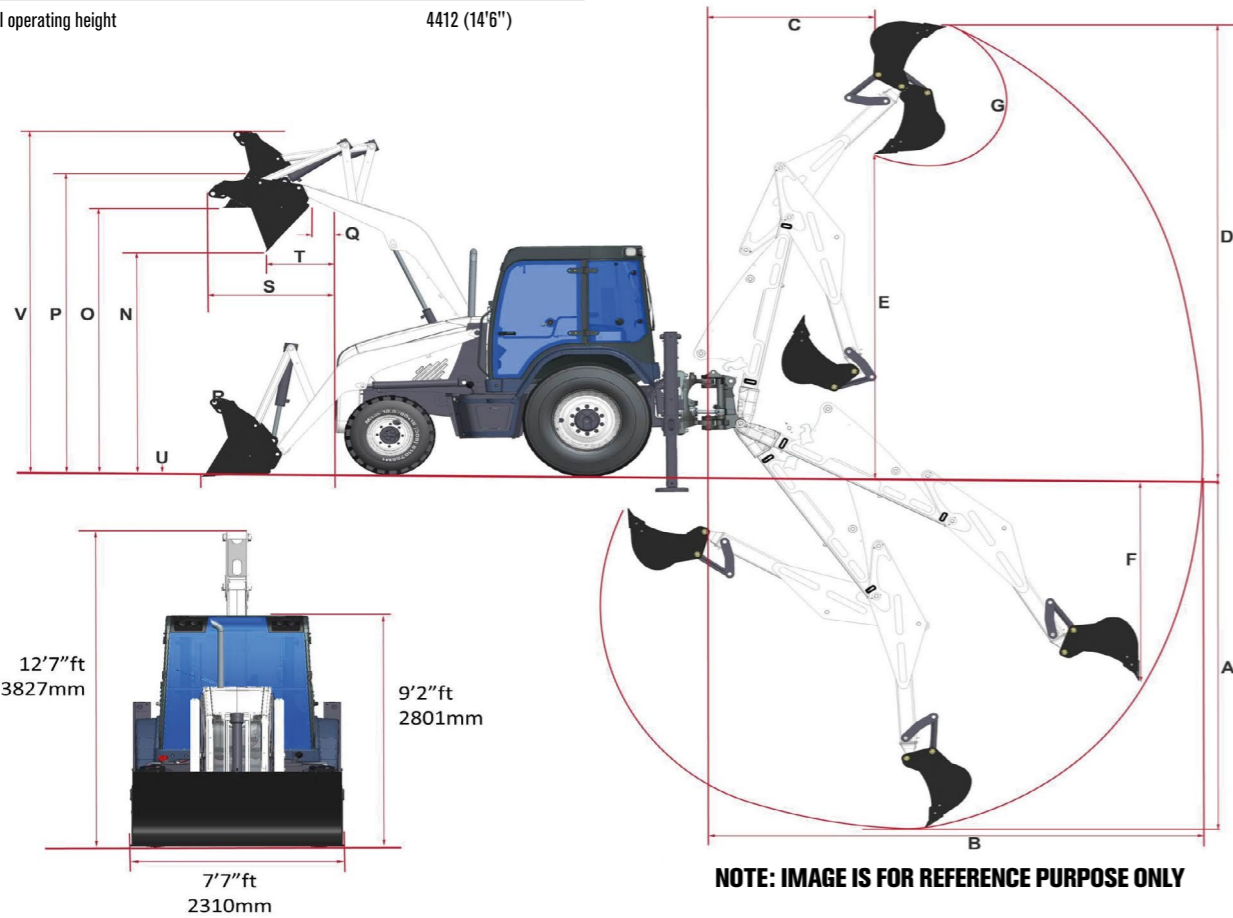 operating height 4412 (14'6")
C
G
D
V
P
O
N
Q
T
S
E
R
U
F
A
B
12'7"ft
3827mm
9'2"ft
2801mm
7'7"ft
2310mm
NOTE: IMAGE IS FOR REFERENCE PURPOSE ONLY